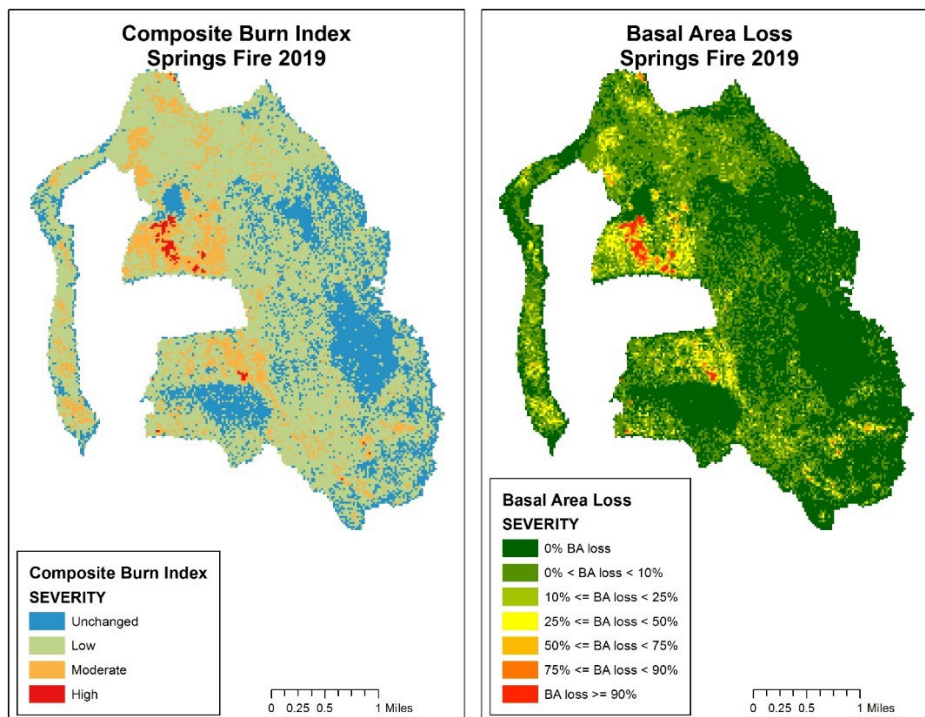 Composite Burn Index
Springs Fire 2019
Composite Burn Index
SEVERITY
Unchanged
Low
Moderate
High
0 0.25 0.5 1 Miles
Basal Area Loss
Springs Fire 2019
Basal Area Loss
SEVERITY
0% BA loss
0% < BA loss < 10%
10% <= BA loss < 25%
25% <= BA loss < 50%
50% <= BA loss < 75%
75% <= BA loss < 90%
BA loss >= 90%
0 0.25 0.5 1 Miles